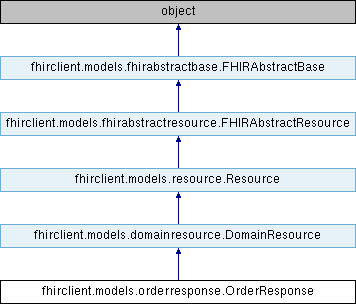 object
fhirclient.models.fhirabstractbase.FHIRAbstractBase
fhirclient.models.fhirabstractresource.FHIRAbstractResource
fhirclient.models.resource.Resource
fhirclient.models.domainresource.DomainResource
fhirclient.models.orderresponse.OrderResponse